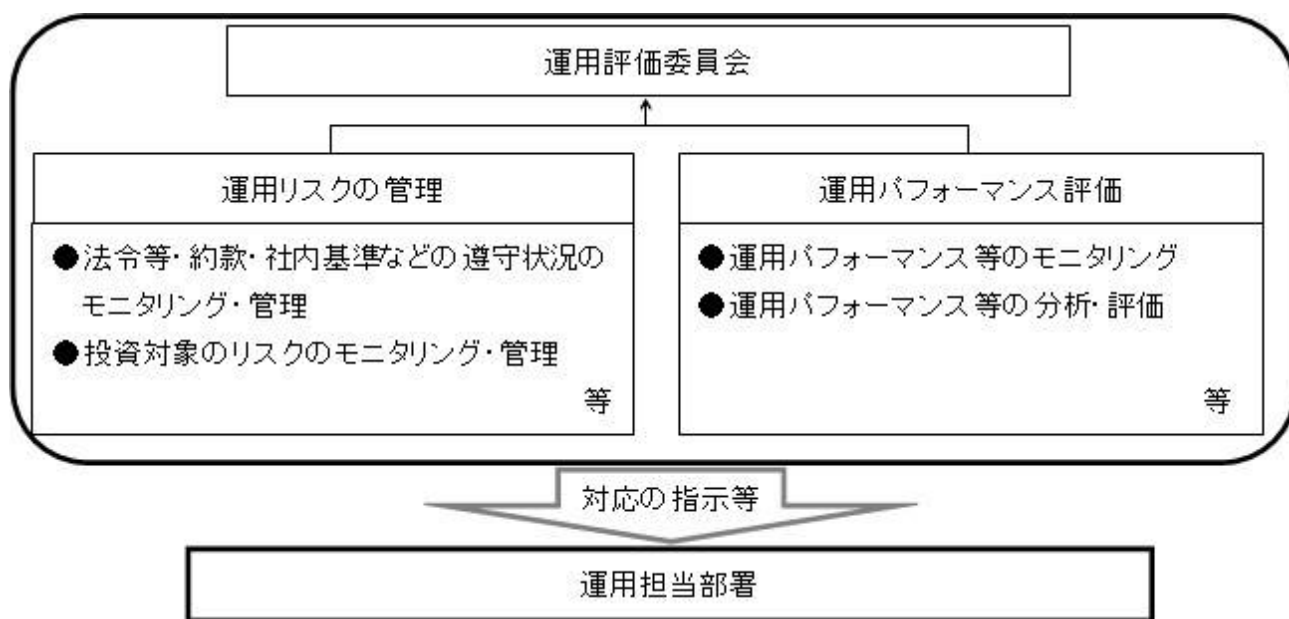 運用評価委員会
運用リスクの管理
●法令等・約款・社内基準などの遵守状況の
モニタリング・管理
●投資対象のリスクのモニタリング・管理
等
運用パフォーマンス評価
●運用パフォーマンス等のモニタリング
●運用パフォーマンス等の分析・評価
等
対応の指示等
運用担当部署